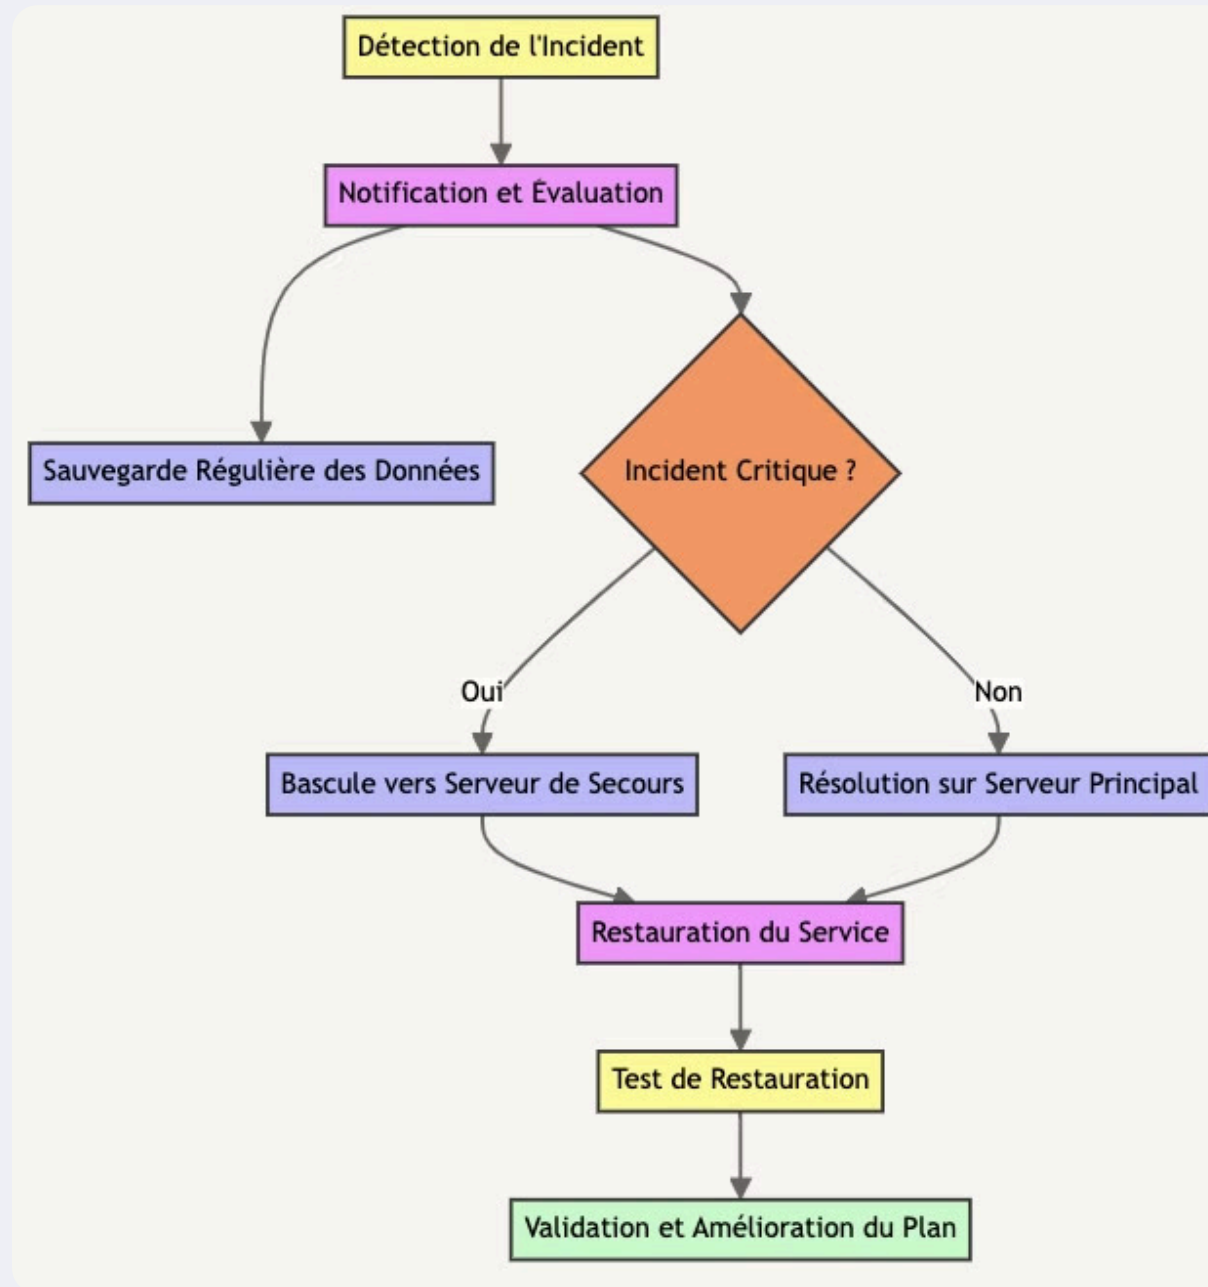 Détection de l'Incident
Notification et Évaluation
Sauvegarde Régulière des Données
Incident Critique ?
Oui
Non
Bascule vers Serveur de Secours
Résolution sur Serveur Principal
Restauration du Service
Test de Restauration
Validation et Amélioration du Plan